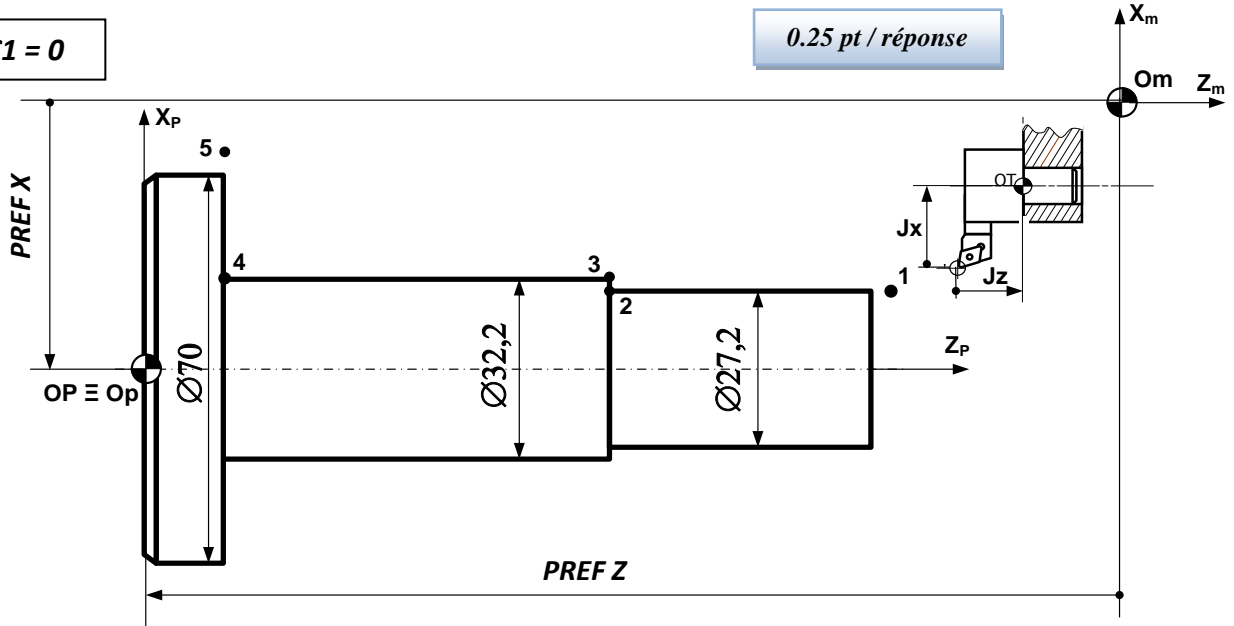 1 = 0
0.25 pt / réponse
Xm
Om
Zm
XP
5
PREF X
OT
Jx
4
3
1
Jz
2
ZP
Ø70
Ø32,2
Ø27,2
OP Ξ Op
PREF Z